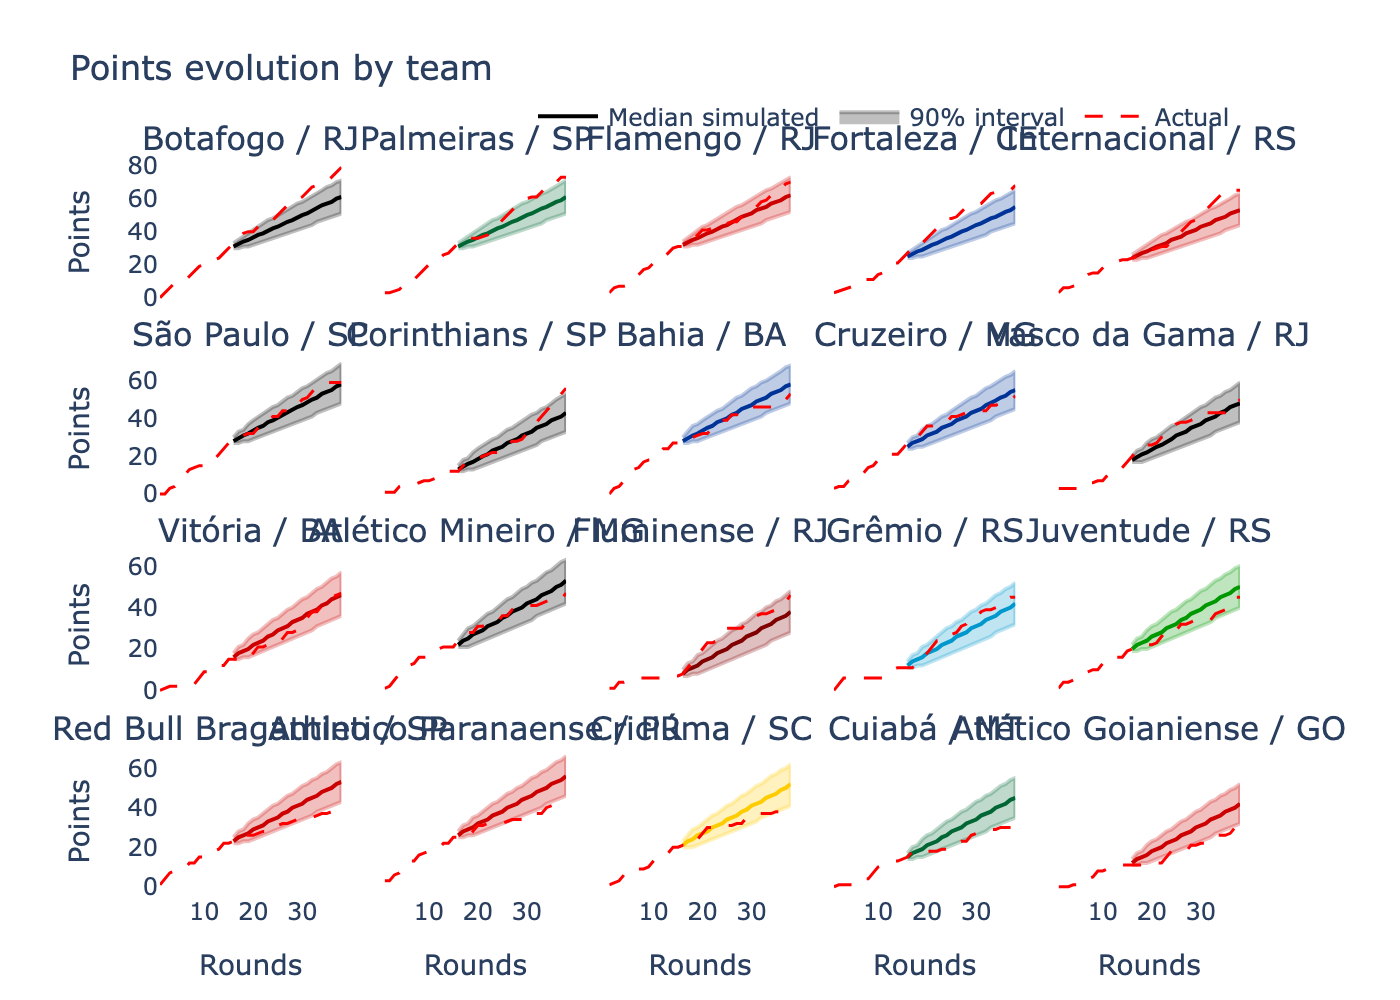 Points evolution by team
Median simulated 90% interval Actual
Botafogo / RJ Palmeiras / SP Flamengo / RJ Fortaleza / CE Internacional / RS
80
60
40
20
0
Points
São Paulo / SP Corinthians / SP Bahia / BA Cruzeiro / MG Vasco da Gama / RJ
60
40
20
0
Points
Vitória / BA Atlético Mineiro / MG Fluminense / RJ Grêmio / RS Juventude / RS
60
40
20
0
Points
Red Bull Bragantino / SP Athletico Paranaense / PR Criciúma / SC Cuiabá / MT Atlético Goianiense / GO
60
40
20
0
Points
10 20 30 10 20 30 10 20 30 10 20 30 10 20 30
Rounds Rounds Rounds Rounds Rounds